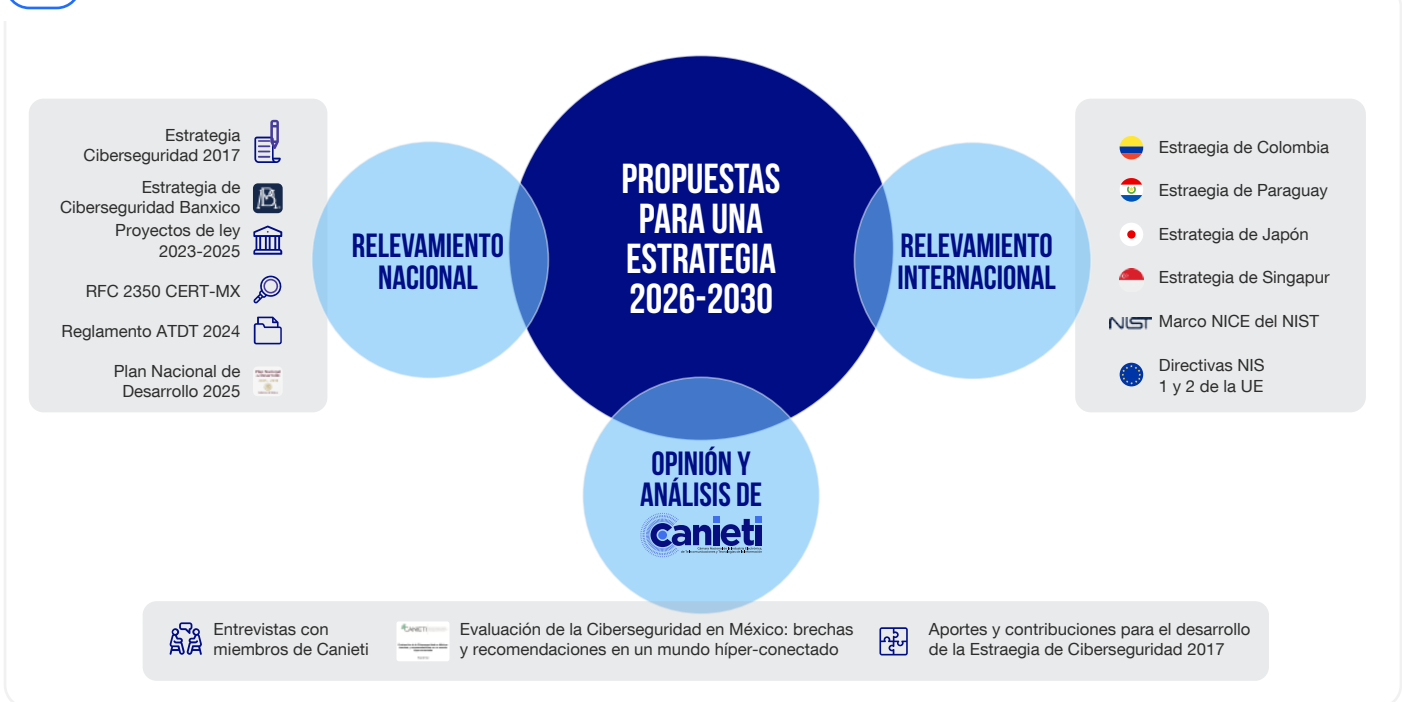 Estrategia
Ciberseguridad 2017
Estrategia de
Ciberseguridad Banxico
Proyectos de ley
2023-2025
RFC 2350 CERT-MX
Reglamento ATDT 2024
Plan Nacional de
Desarrollo 2025
RELEVAMIENTO
NACIONAL
PROPUESTAS
PARA UNA
ESTRATEGIA
2026-2030
RELEVAMIENTO
INTERNACIONAL
Estraegia de Colombia
Estraegia de Paraguay
Estrategia de Japón
Estrategia de Singapur
NIST Marco NICE del NIST
Directivas NIS
1 y 2 de la UE
OPINIÓN Y
ANÁLISIS DE
canieti
Entrevistas con
miembros de Canieti
Evaluación de la Ciberseguridad en México: brechas
y recomendaciones en un mundo híper-conectado
Aportes y contribuciones para el desarrollo
de la Estraegia de Ciberseguridad 2017